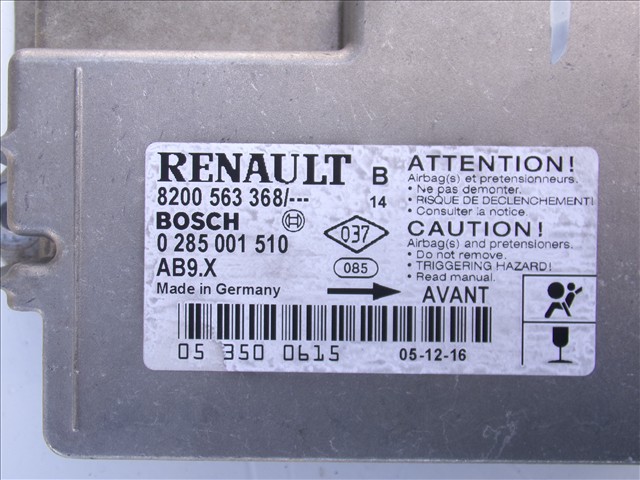 RENAULT B
8200 563 368/--- 14
BOSCH
0 285 001 510
AB9.X
Made in Germany
037
085
AVANT
ATTENTION!
Airbag(s) et pretensionneurs.
• Ne pas demonter.
• RISQUE DE DECLENCHEMENT!
• Consulter la notice.
CAUTION!
Airbag(s) and pretensioners.
• Do not remove.
• TRIGGERING HAZARD!
• Read manual.
05 350 0615 05-12-16